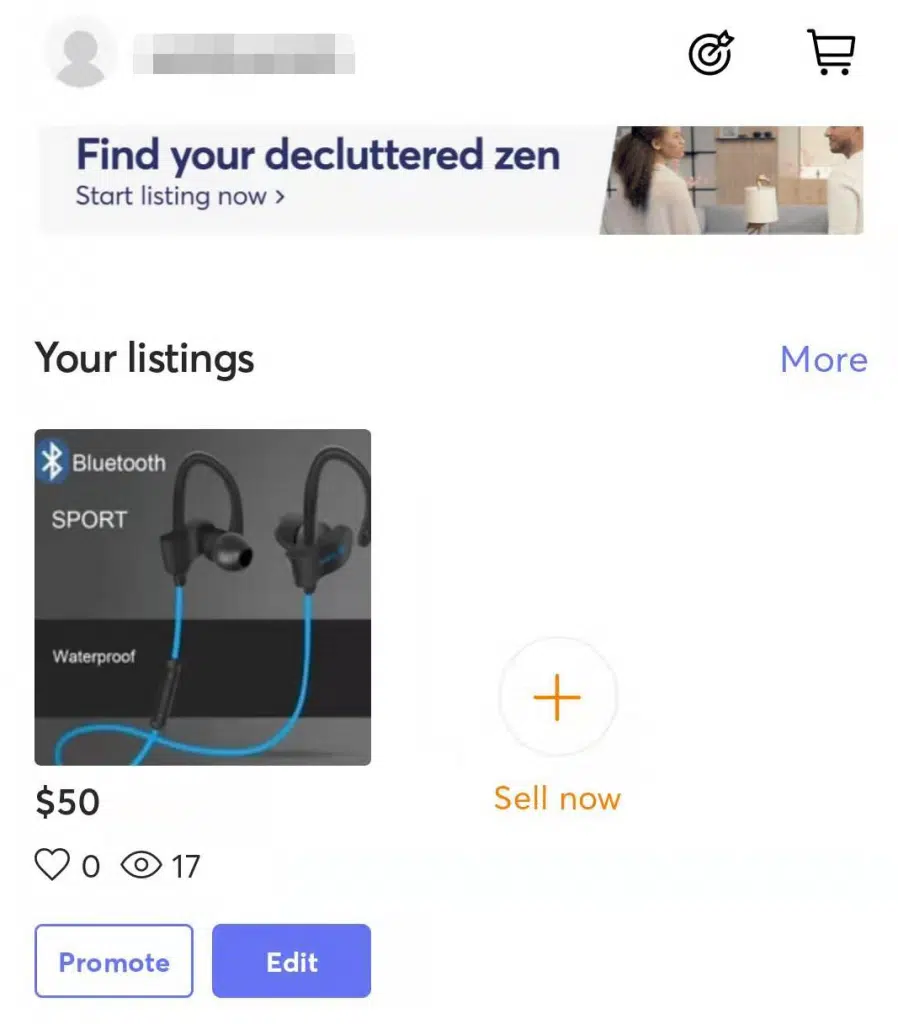 Find your decluttered zen
Start listing now >
Your listings
More
Bluetooth
SPORT
Waterproof
Sell now
$50
0 17
Promote
Edit